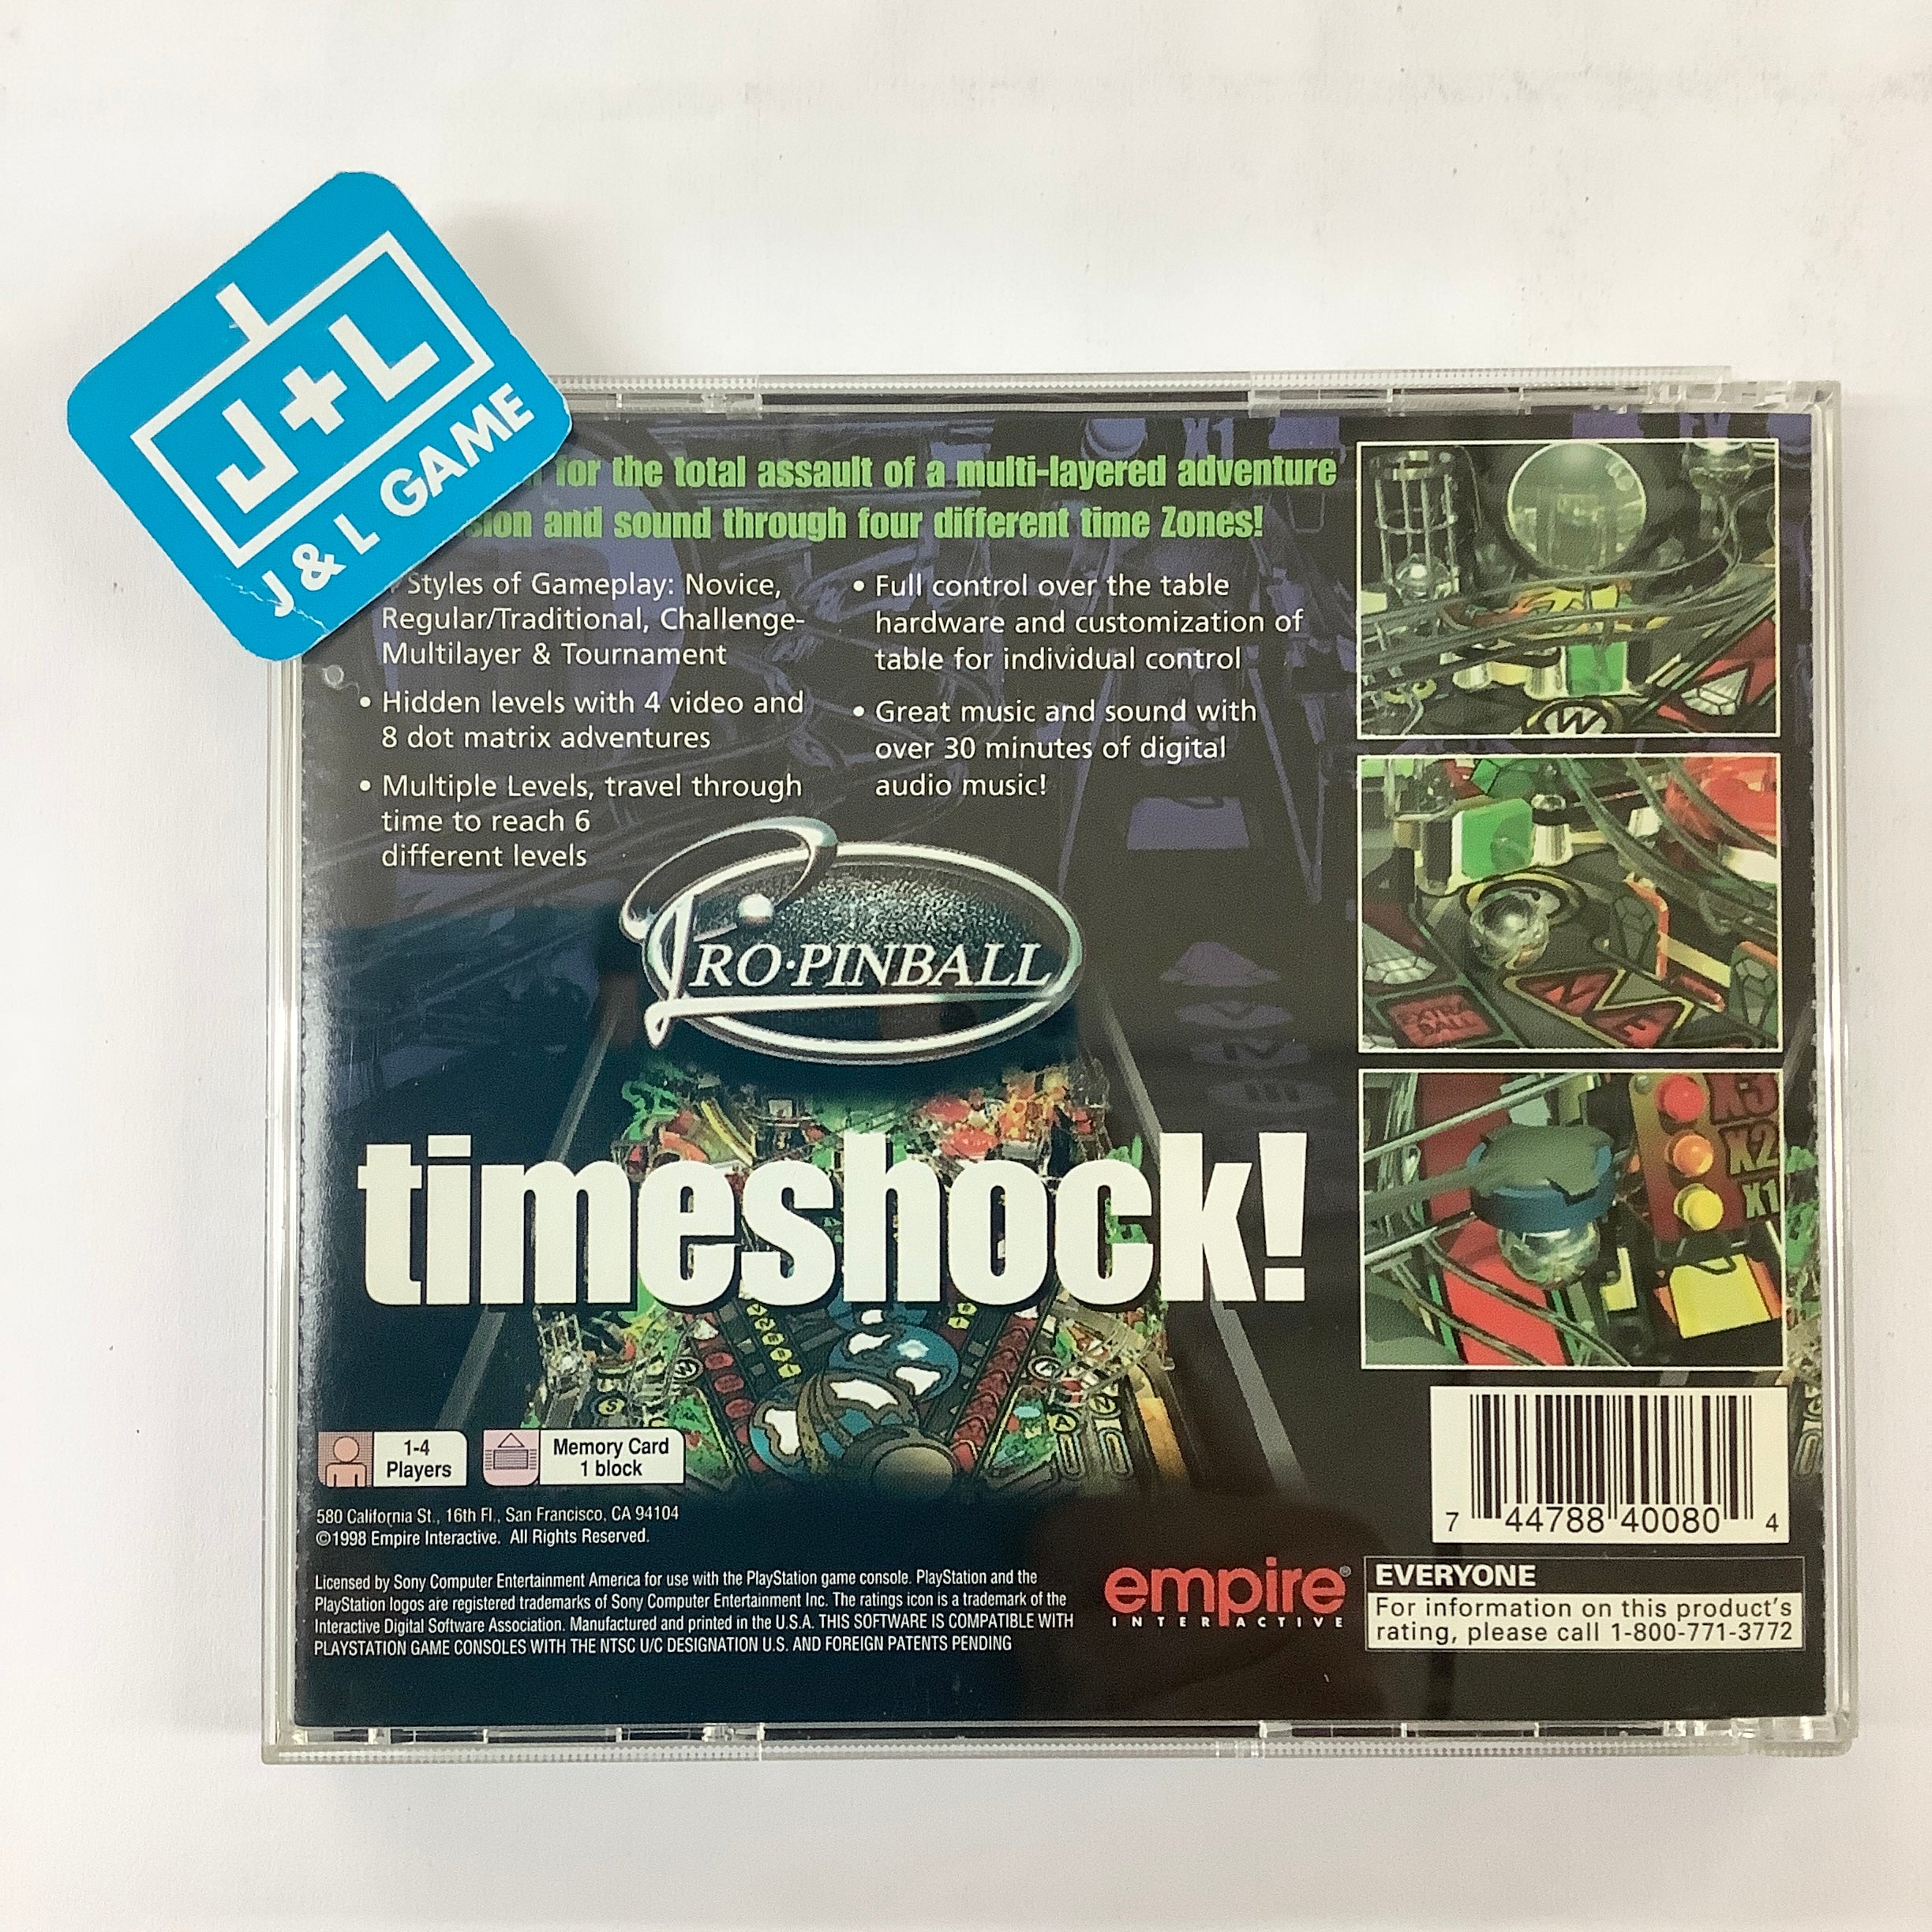 J+L
J & L GAME
for the total assault of a multi-layered adventure
and sound through four different time Zones!
Styles of Gameplay: Novice,
Regular/Traditional, Challenge-
Multilayer & Tournament
• Hidden levels with 4 video and
8 dot matrix adventures
• Multiple Levels, travel through
time to reach 6
different levels
• Full control over the table
hardware and customization of
table for individual control
• Great music and sound with
over 30 minutes of digital
audio music!
PRO·PINBALL
timeshock!
W
EXTRA
BALL
X3
X2
X1
1-4
Players
Memory Card
1 block
580 California St., 16th Fl., San Francisco, CA 94104
©1998 Empire Interactive. All Rights Reserved.
Licensed by Sony Computer Entertainment America for use with the PlayStation game console. PlayStation and the
PlayStation logos are registered trademarks of Sony Computer Entertainment Inc. The ratings icon is a trademark of the
Interactive Digital Software Association. Manufactured and printed in the U.S.A. THIS SOFTWARE IS COMPATIBLE WITH
PLAYSTATION GAME CONSOLES WITH THE NTSC U/C DESIGNATION U.S. AND FOREIGN PATENTS PENDING
empire®
INTERACTIVE
7 44788 40080 4
EVERYONE
For information on this product's
rating, please call 1-800-771-3772